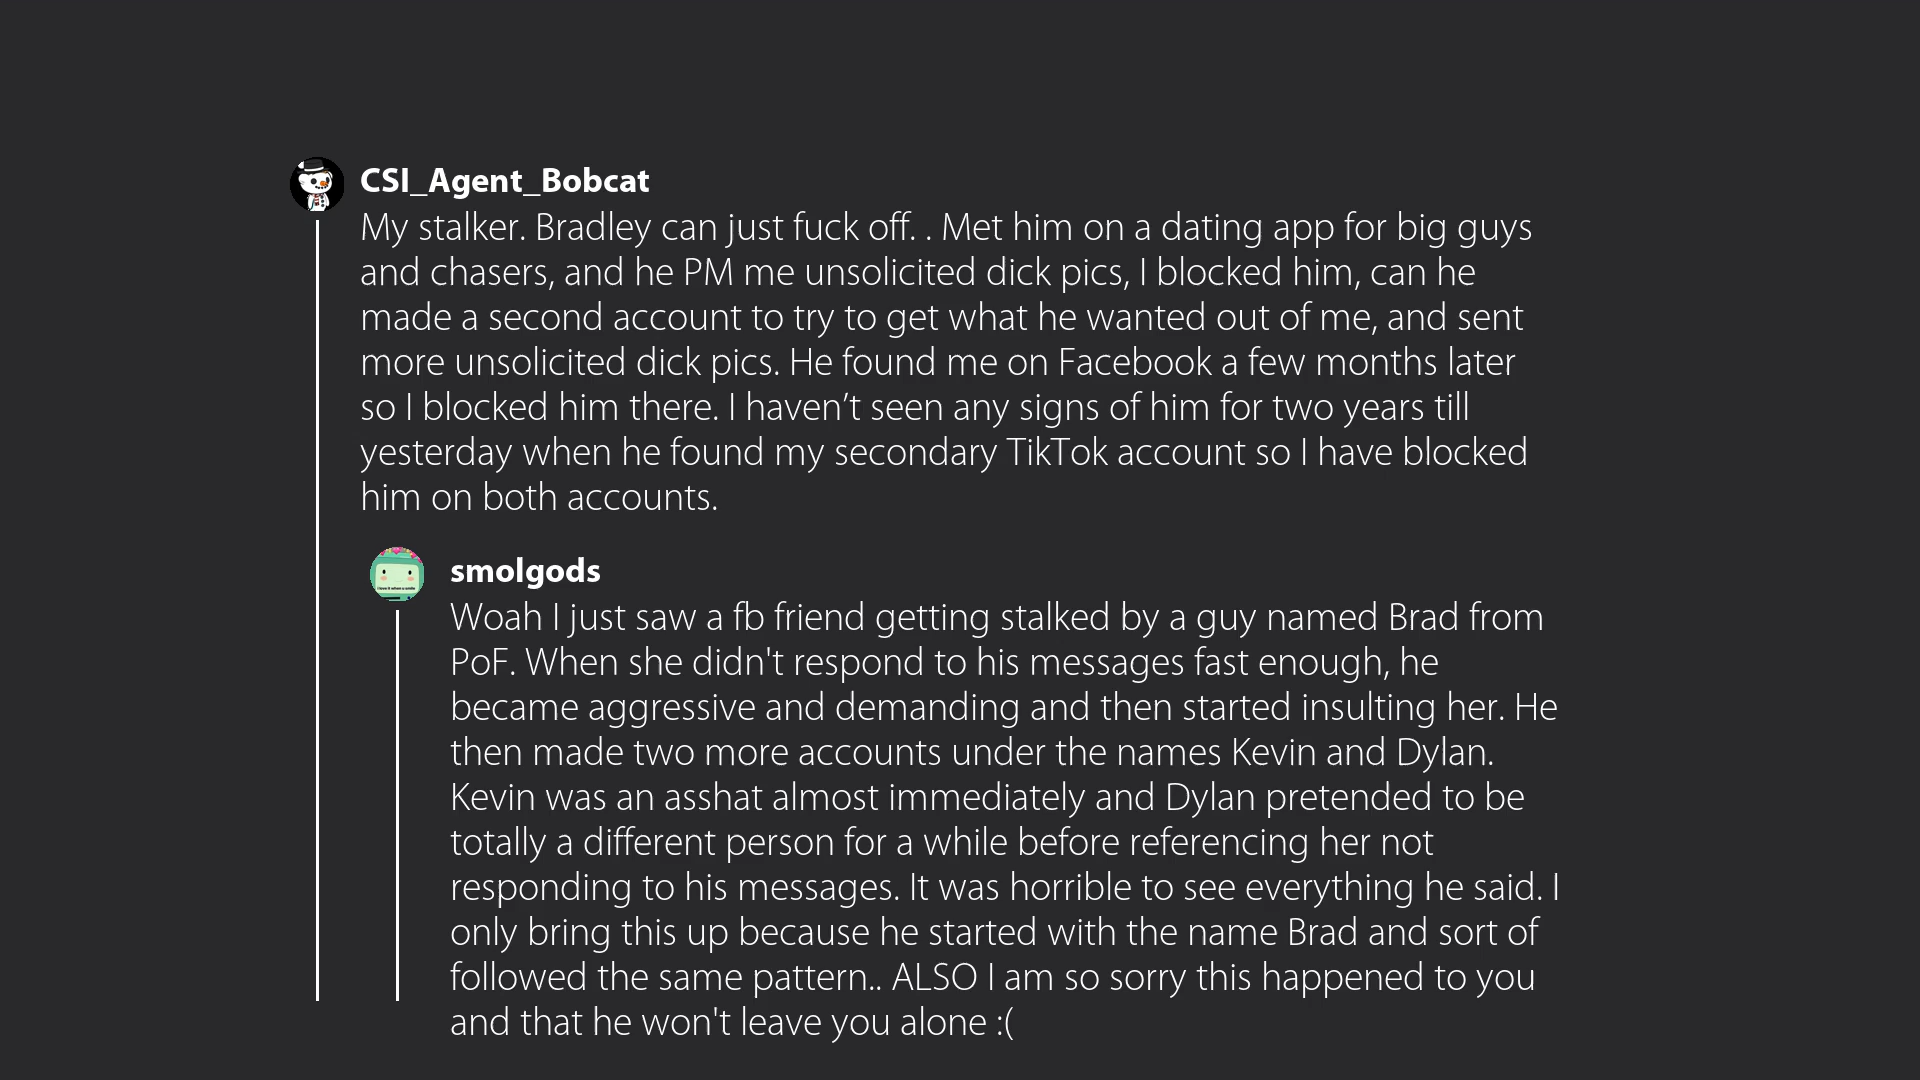 CSI_Agent_Bobcat
My stalker. Bradley can just fuck off. . Met him on a dating app for big guys
and chasers, and he PM me unsolicited dick pics, I blocked him, can he
made a second account to try to get what he wanted out of me, and sent
more unsolicited dick pics. He found me on Facebook a few months later
so I blocked him there. I haven’t seen any signs of him for two years till
yesterday when he found my secondary TikTok account so I have blocked
him on both accounts.
smolgods
Woah I just saw a fb friend getting stalked by a guy named Brad from
PoF. When she didn't respond to his messages fast enough, he
became aggressive and demanding and then started insulting her. He
then made two more accounts under the names Kevin and Dylan.
Kevin was an asshat almost immediately and Dylan pretended to be
totally a different person for a while before referencing her not
responding to his messages. It was horrible to see everything he said. I
only bring this up because he started with the name Brad and sort of
followed the same pattern.. ALSO I am so sorry this happened to you
and that he won't leave you alone :(